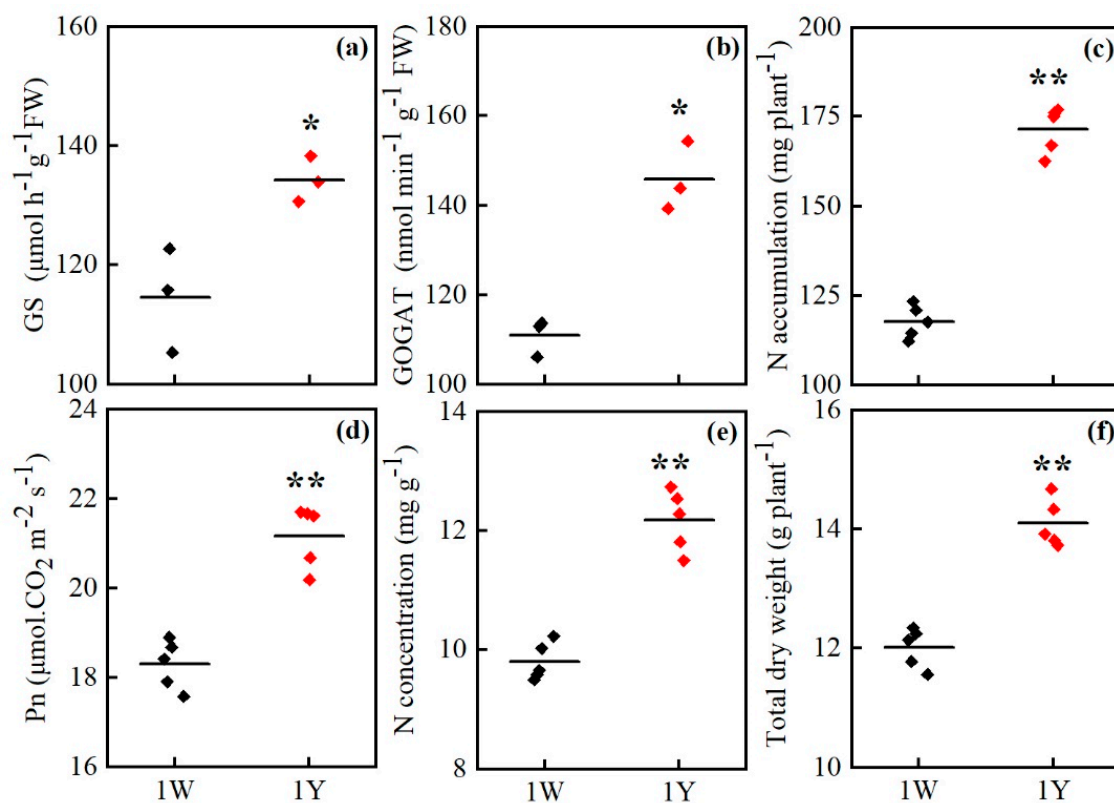 160
140
120
100
GS (μmol h⁻¹g⁻¹FW)
(a)
*
180
160
140
120
100
GOGAT (nmol min⁻¹ g⁻¹ FW)
(b)
*
200
175
150
125
100
N accumulation (mg plant⁻¹)
(c)
**
24
22
20
18
16
Pn (μmol.CO₂ m⁻² s⁻¹)
(d)
**
1W 1Y
14
12
10
8
N concentration (mg g⁻¹)
(e)
**
1W 1Y
16
14
12
10
Total dry weight (g plant⁻¹)
(f)
**
1W 1Y